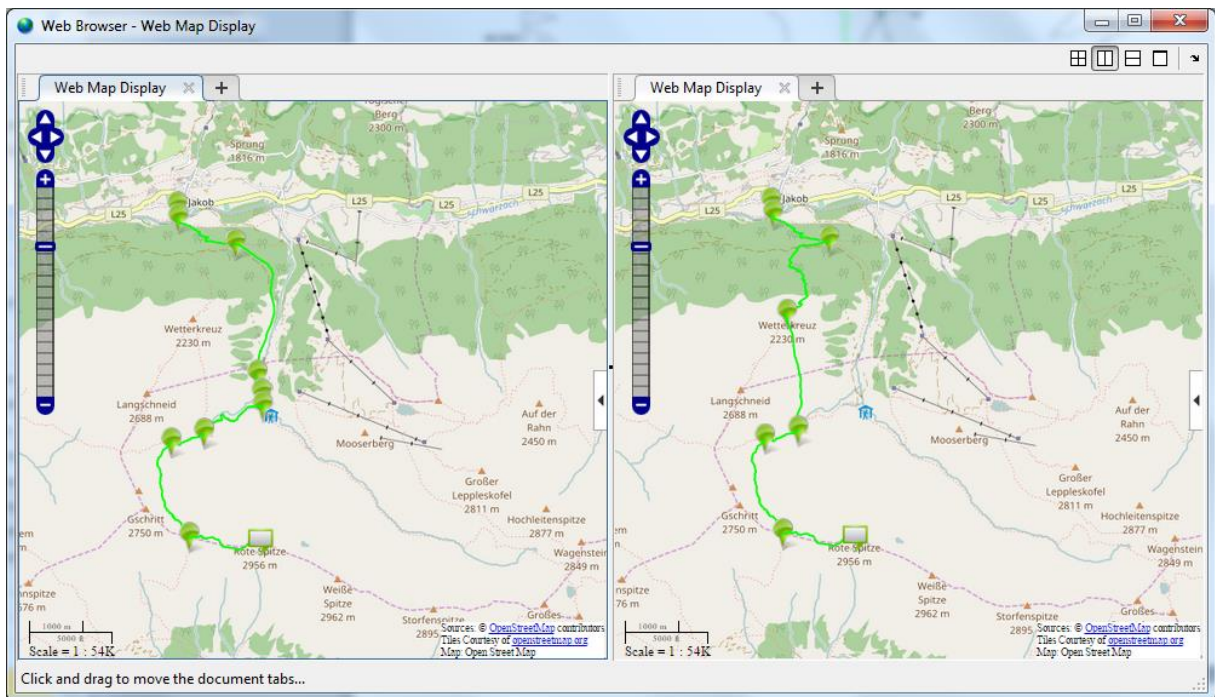 Web Browser - Web Map Display
Web Map Display
Berg
2300 m
Sprung
1816 m
Jakob
L25
L25
L25
schwarzach
Wetterkreuz
2230 m
Langschneid
2688 m
Auf der
Rahn
2450 m
Mooserberg
Großer
Leppleskofel
2811 m
Gschritt
2750 m
Hochleitenspitze
2877 m
Rote Spitze
2956 m
Wagenstein
2849 m
Weiße
Spitze
2962 m
Storfenspitze
2895
Großes
1000 m
5000 ft
Scale = 1 : 54K
Sources: © OpenStreetMap contributors
Tiles Courtesy of openstreetmap.org
Map: Open Street Map
Web Map Display
Berg
2300 m
Sprung
1816 m
Jakob
L25
L25
L25
schwarzach
Wetterkreuz
2230 m
Langschneid
2688 m
Auf der
Rahn
2450 m
Mooserberg
Großer
Leppleskofel
2811 m
Gschritt
2750 m
Hochleitenspitze
2877 m
Rote Spitze
2956 m
Wagenstein
2849 m
Weiße
Spitze
2962 m
Storfenspitze
2895
Großes
1000 m
5000 ft
Scale = 1 : 54K
Sources: © OpenStreetMap contributors
Tiles Courtesy of openstreetmap.org
Map: Open Street Map
Click and drag to move the document tabs...